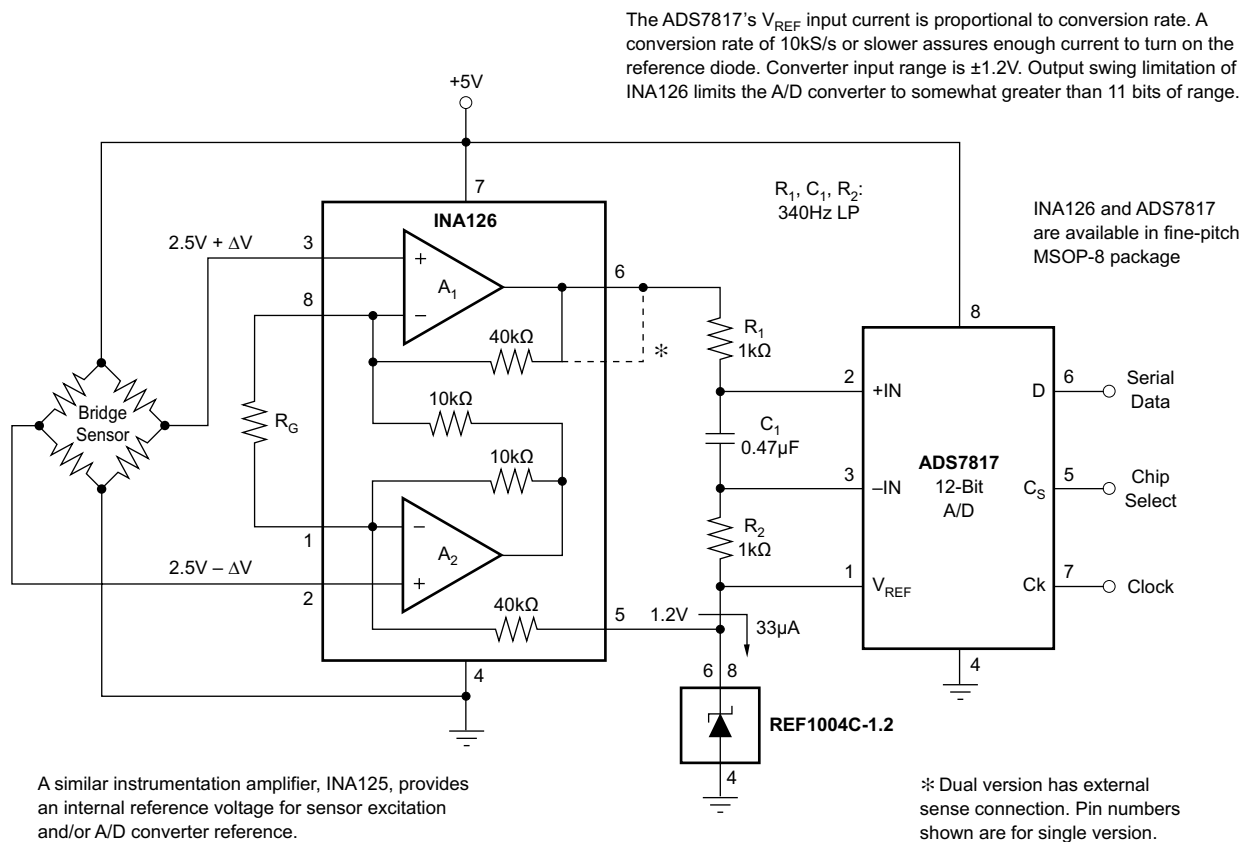 The ADS7817’s VREF input current is proportional to conversion rate. A
conversion rate of 10kS/s or slower assures enough current to turn on the
reference diode. Converter input range is ±1.2V. Output swing limitation of
INA126 limits the A/D converter to somewhat greater than 11 bits of range.
+5V
7
R1, C1, R2:
340Hz LP
INA126 and ADS7817
are available in fine-pitch
MSOP-8 package
INA126
2.5V + ΔV
3
+
A1
–
6
8
40kΩ
*
R1
1kΩ
8
Bridge
Sensor
RG
10kΩ
10kΩ
C1
0.47µF
2
+IN
D
6
Serial
Data
ADS7817
12-Bit
A/D
3
–IN
CS
5
Chip
Select
1
–
A2
+
2.5V – ΔV
2
R2
1kΩ
1
VREF
Ck
7
Clock
40kΩ
5
1.2V
33µA
4
4
6
8
REF1004C-1.2
4
A similar instrumentation amplifier, INA125, provides
an internal reference voltage for sensor excitation
and/or A/D converter reference.
* Dual version has external
sense connection. Pin numbers
shown are for single version.